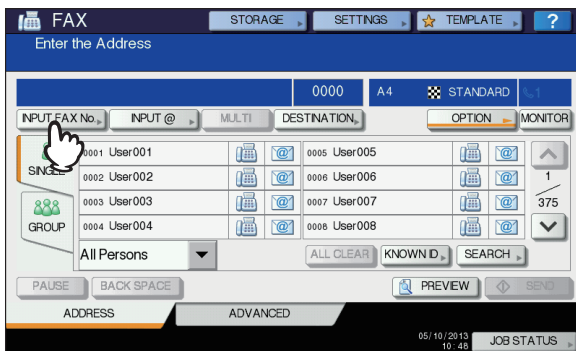 FAX STORAGE SETTINGS TEMPLATE ?
Enter the Address
0000 A4 STANDARD 1
INPUT FAX No. INPUT @ MULTI DESTINATION OPTION MONITOR
SINGLE
0001 User001 @ 0005 User005 @
0002 User002 @ 0006 User006 @
0003 User003 @ 0007 User007 @
0004 User004 @ 0008 User008 @
1
375
GROUP
All Persons ALL CLEAR KNOWN ID SEARCH
PAUSE BACK SPACE PREVIEW SEND
ADDRESS ADVANCED
05/10/2013
10:48
JOB STATUS